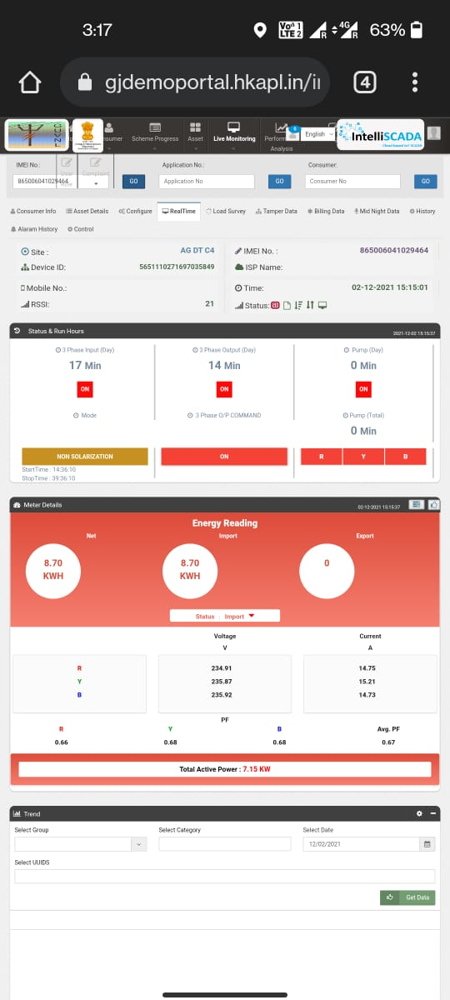 3:17
Vo 1 LTE 2 R 4G R 63%
gjdemoportal.hkapl.in/i
4
sumer Scheme Progress Asset Live Monitoring Perform Analysis 6 English IntelliSCADA
Cloud based IoT SCADA
IMEI No.: User Role Complaint Application No.: Consumer:
865006041029464 GO Application No GO Consumer No GO
Consumer Info Asset Details Configure RealTime Load Survey Tamper Data Billing Data Mid Night Data History
Alaram History Control
Site : AG DT C4 IMEI No. : 865006041029464
Device ID: 5651110271697035849 ISP Name:
Mobile No.: Time: 02-12-2021 15:15:01
RSSI: 21 Status:
Status & Run Hours 2021-12-02 15:15:37
3 Phase Input (Day) 3 Phase Output (Day) Pump (Day)
17 Min 14 Min 0 Min
ON ON ON
Mode 3 Phase O/P COMMAND Pump (Total)
0 Min
NON SOLARIZATION ON R Y B
StartTime : 14:36:10
StopTime : 39:36:10
Meter Details 02-12-2021 15:15:37
Energy Reading
Net Import Export
8.70 8.70 0
KWH KWH
Status : Import
Voltage Current
V A
R 234.91 14.75
Y 235.87 15.21
B 235.92 14.73
PF
R Y B Avg. PF
0.66 0.68 0.68 0.67
Total Active Power : 7.15 KW
Trend
Select Group Select Category Select Date
12/02/2021
Select UUIDS
Get Data